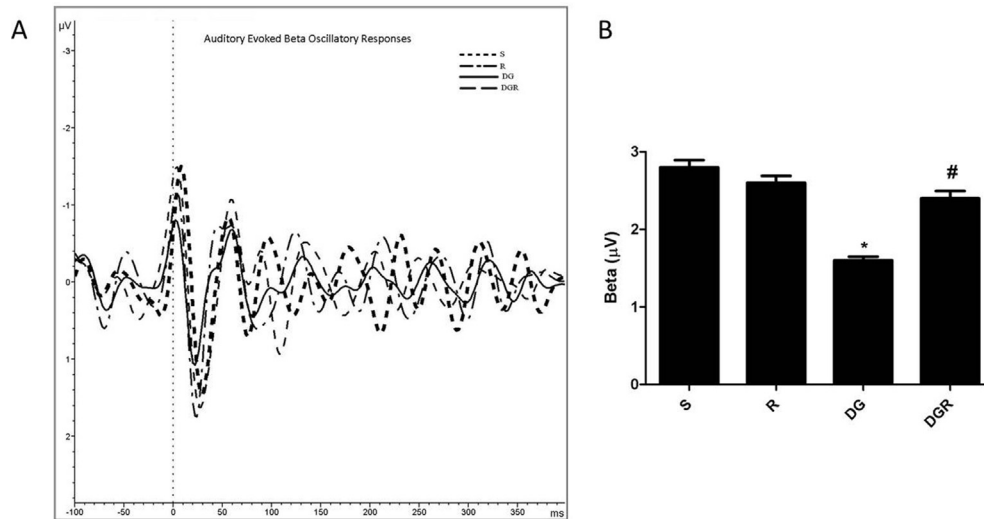 A
µV
Auditory Evoked Beta Oscillatory Responses
S
R
DG
DGR
-3
-2
-1
0
1
2
-100 -50 0 50 100 150 200 250 300 350 ms
B
Beta (µV)
3
2
1
0
*
#
S R DG DGR